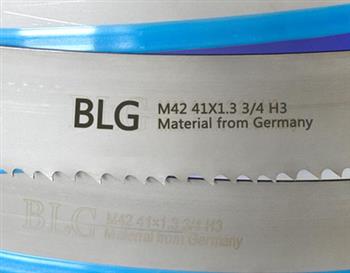 BLG M42 41X1.3 3/4 H3
Material from Germany
BLG M42 41x1.3 3/4 H3
Material from Germany